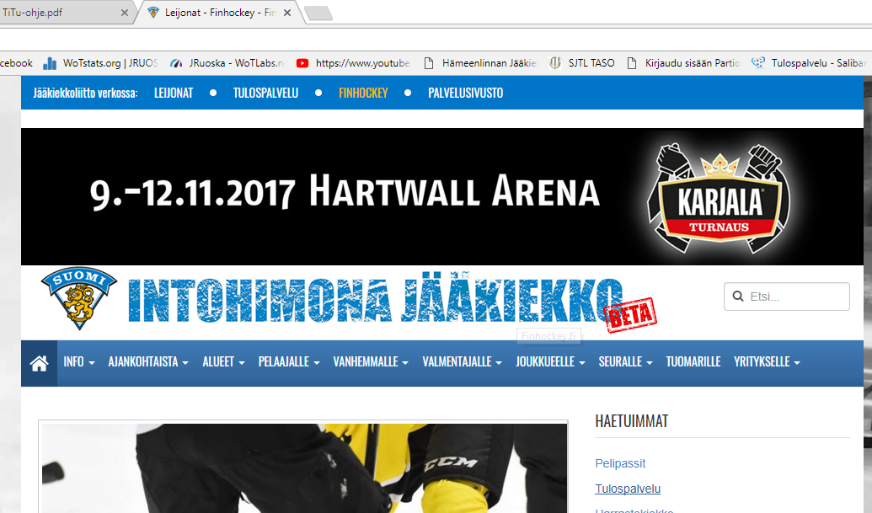 TiTu-ohje.pdf
Leijonat - Finhockey - Fin
cebook WoTstats.org | JRUOS JRuoska - WoTLabs.n https://www.youtube. Hämeenlinnan Jääkie SJTL TASO Kirjaudu sisään Partio Tulospalvelu - Saliban
Jääkiekkoliitto verkossa: LEIJONAT TULOSPALVELU FINHOCKEY PALVELUSIVUSTO
9.–12.11.2017 HARTWALL ARENA
KARJALA
TURNAUS
SUOMI
INTOHIMONA JÄÄKIEKKO
BETA
Etsi...
Finhockey.fi
INFO AJANKOHTAISTA ALUEET PELAAJALLE VANHEMMALLE VALMENTAJALLE JOUKKUEELLE SEURALLE TUOMARILLE YRITYKSELLE
HAETUIMMAT
CCM
Pelipassit
Tulospalvelu
Harrastekiekko